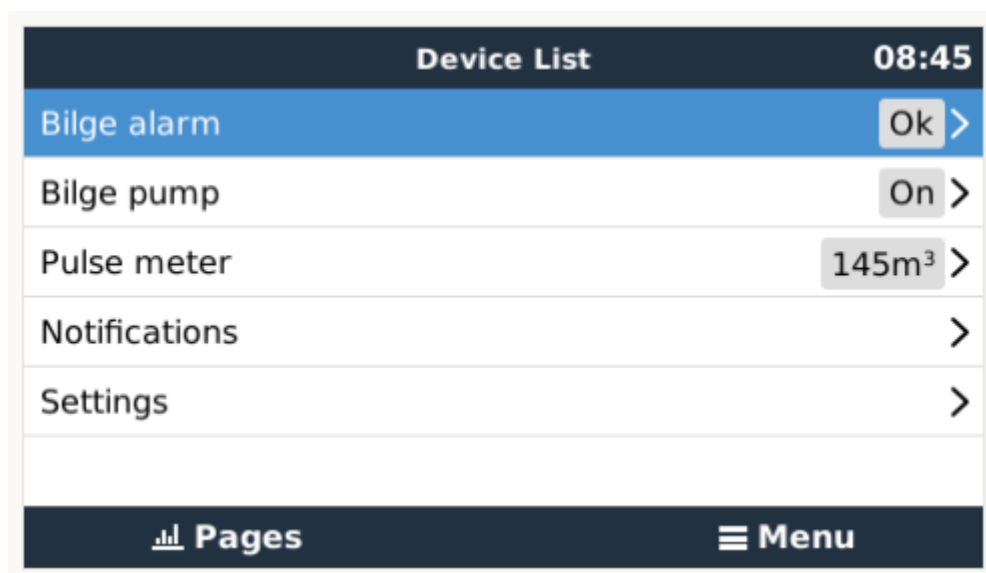 Device List 08:45
Bilge alarm Ok
Bilge pump On
Pulse meter 145m³
Notifications
Settings
Pages Menu